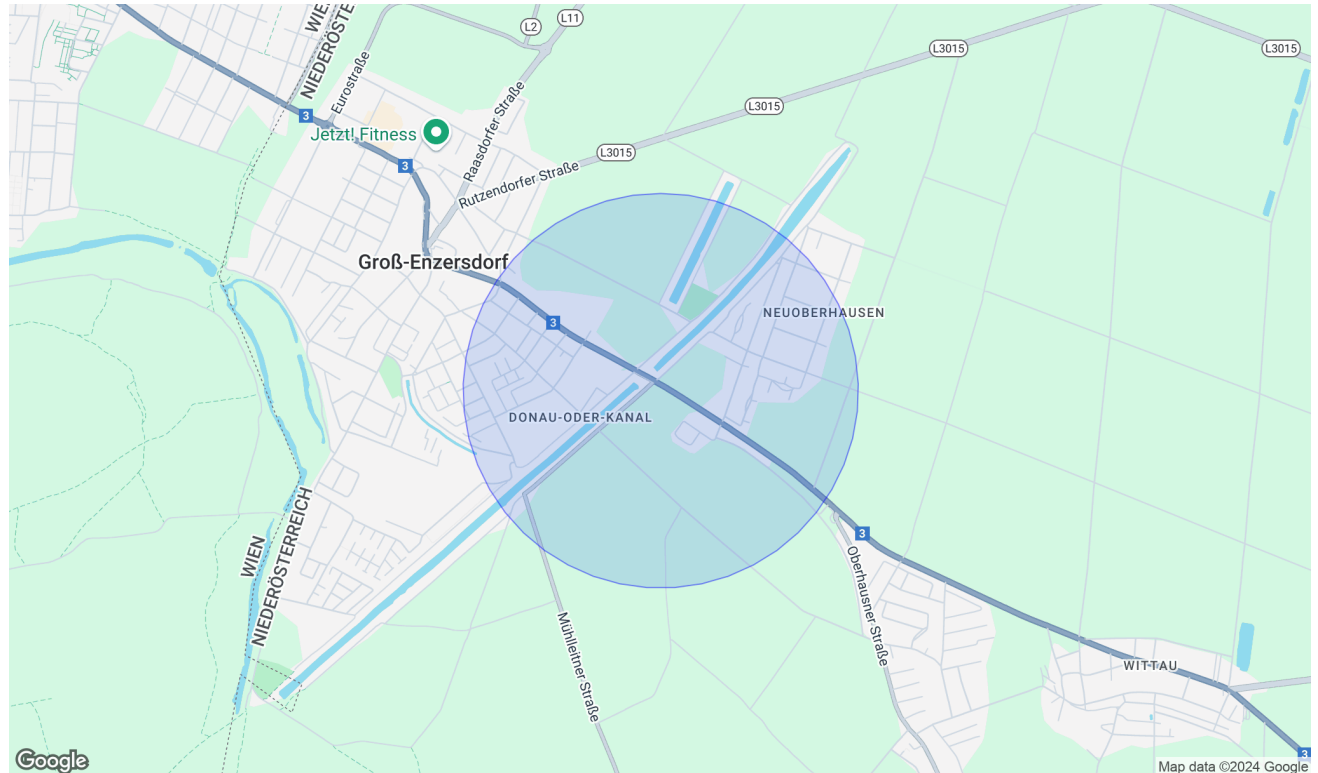 WIEN
NIEDERÖSTERREICH
L2
L11
L3015
L3015
Eurostraße
3
Jetzt! Fitness
Raasdorfer Straße
L3015
3
Rutzendorfer Straße
Groß-Enzersdorf
NEUOBERHAUSEN
3
DONAU-ODER-KANAL
WIEN
NIEDERÖSTERREICH
3
Oberhausner Straße
Mühlleitner Straße
WITTAU
3
Google
Map data ©2024 Google